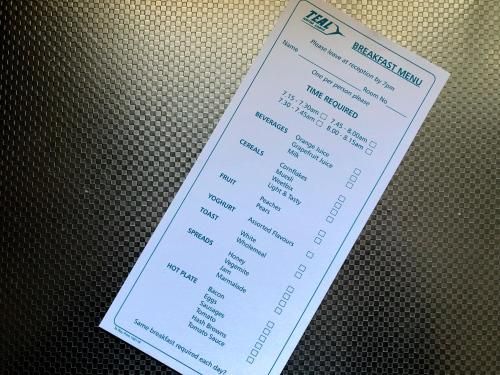 TEAL
BREAKFAST MENU
Please leave at reception by 7pm
Name Room No.
One per person please
TIME REQUIRED
7.15 - 7.30am 7.45 - 8.00am
7.30 - 7.45am 8.00 - 8.15am
BEVERAGES
Orange Juice
Grapefruit Juice
Milk
CEREALS
Cornflakes
Muesli
Weetbix
Light & Tasty
FRUIT
Peaches
Pears
YOGHURT Assorted Flavours
TOAST
White
Wholemeal
SPREADS
Honey
Vegemite
Jam
Marmalade
HOT PLATE
Bacon
Eggs
Sausages
Tomato
Hash Browns
Tomato Sauce
Same breakfast required each day?